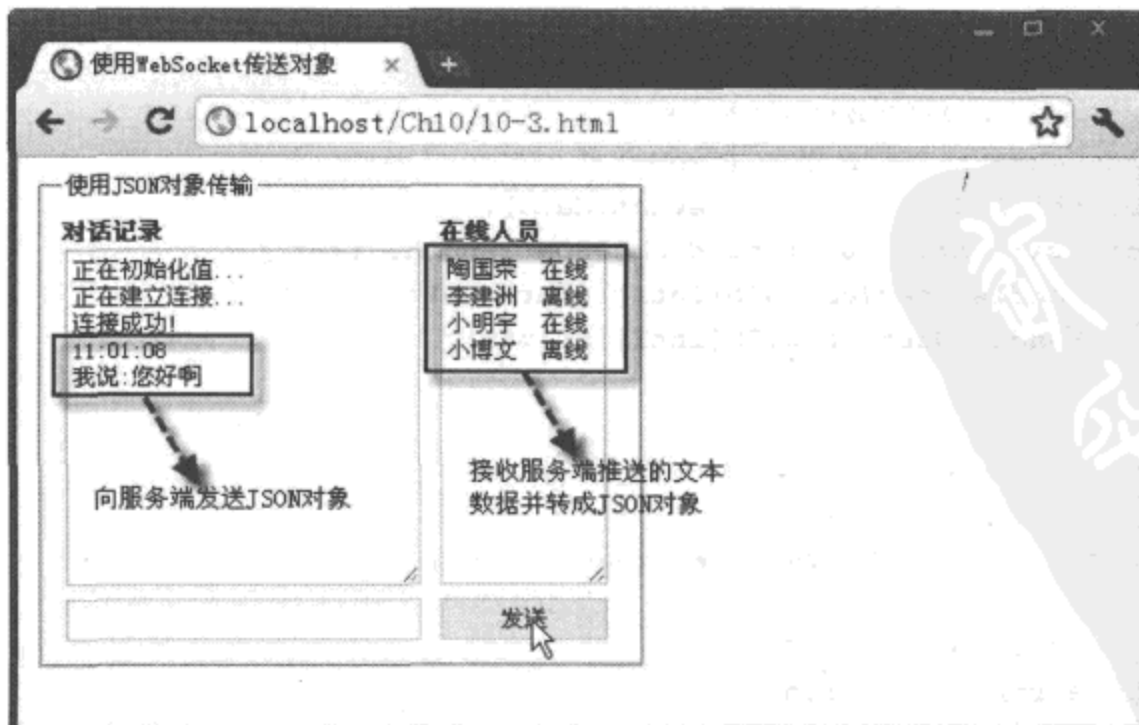 使用WebSocket传送对象
localhost/Ch10/10-3.html
使用JSON对象传输
对话记录
在线人员
正在初始化值...
正在建立连接...
连接成功!
11:01:08
我说:您好啊
陶国荣 在线
李建洲 离线
小明宇 在线
小博文 离线
向服务端发送JSON对象
接收服务端推送的文本
数据并转成JSON对象
发送